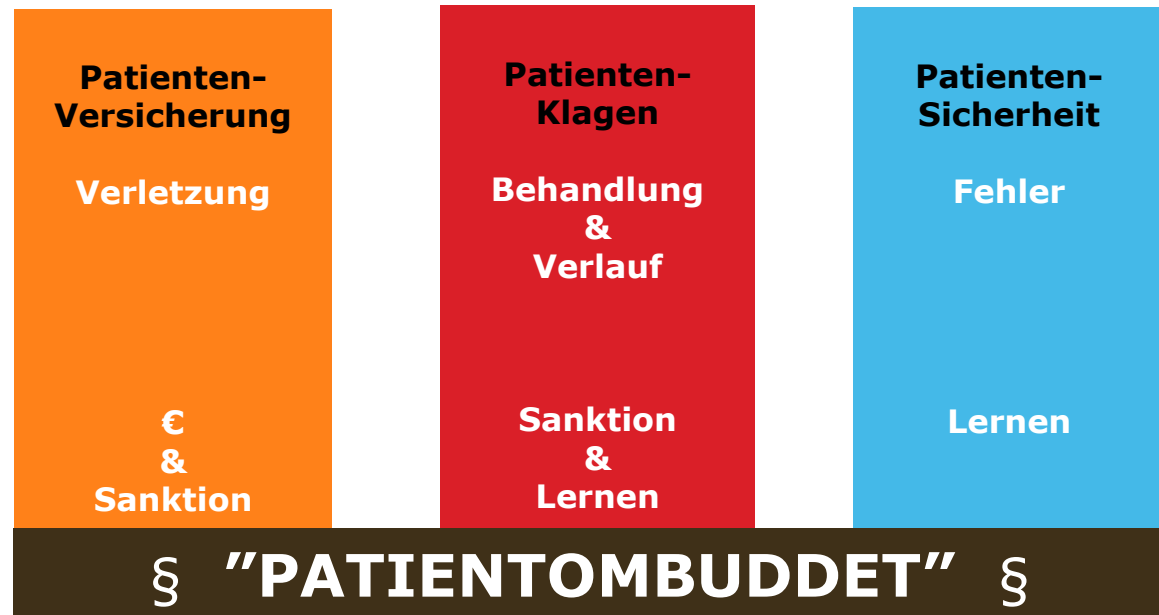 Patienten-
Versicherung
Verletzung
€
&
Sanktion
Patienten-
Klagen
Behandlung
&
Verlauf
Sanktion
&
Lernen
Patienten-
Sicherheit
Fehler
Lernen
§ ”PATIENTOMBUDDET” §